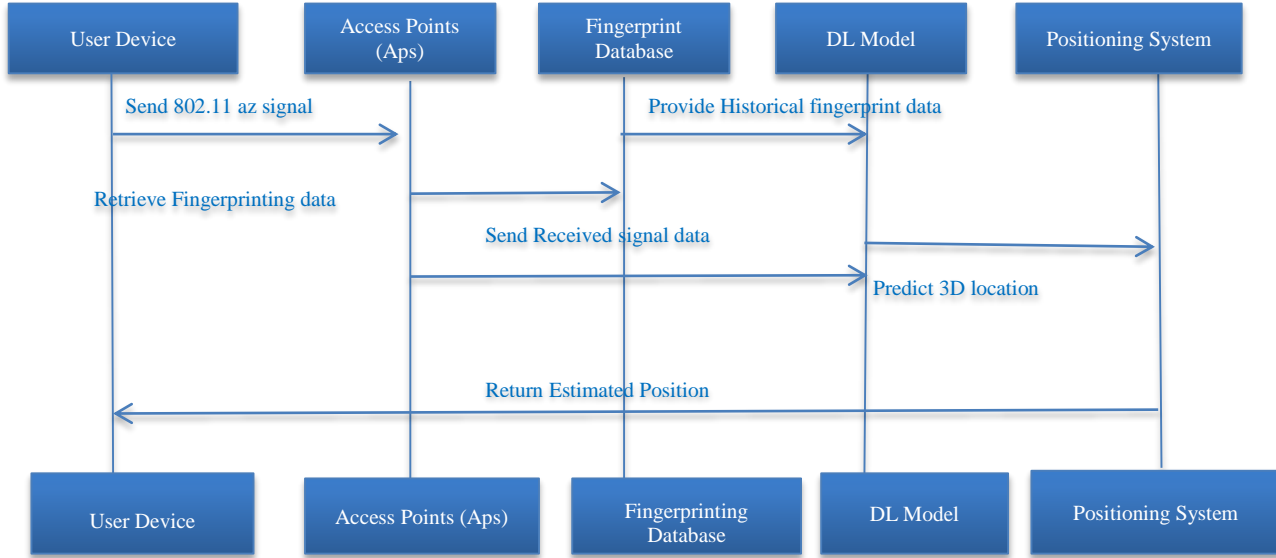 User Device
Access Points
(Aps)
Fingerprint
Database
DL Model
Positioning System
Send 802.11 az signal
Provide Historical fingerprint data
Retrieve Fingerprinting data
Send Received signal data
Predict 3D location
Return Estimated Position
User Device
Access Points (Aps)
Fingerprinting
Database
DL Model
Positioning System